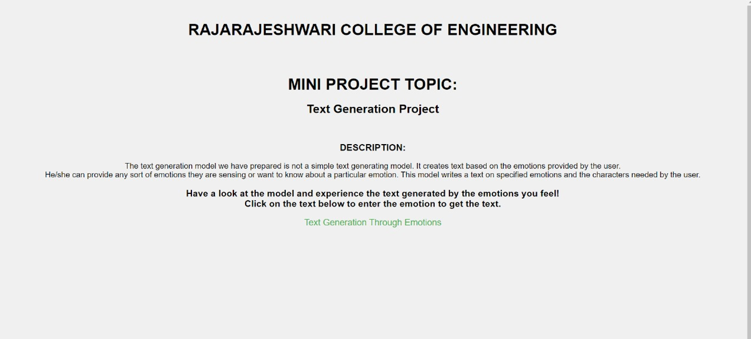 RAJARAJESHWARI COLLEGE OF ENGINEERING
MINI PROJECT TOPIC:
Text Generation Project
DESCRIPTION:
The text generation model we have prepared is not a simple text generating model. It creates text based on the emotions provided by the user.
He/she can provide any sort of emotions they are sensing or want to know about a particular emotion. This model writes a text on specified emotions and the characters needed by the user.
Have a look at the model and experience the text generated by the emotions you feel!
Click on the text below to enter the emotion to get the text.
Text Generation Through Emotions